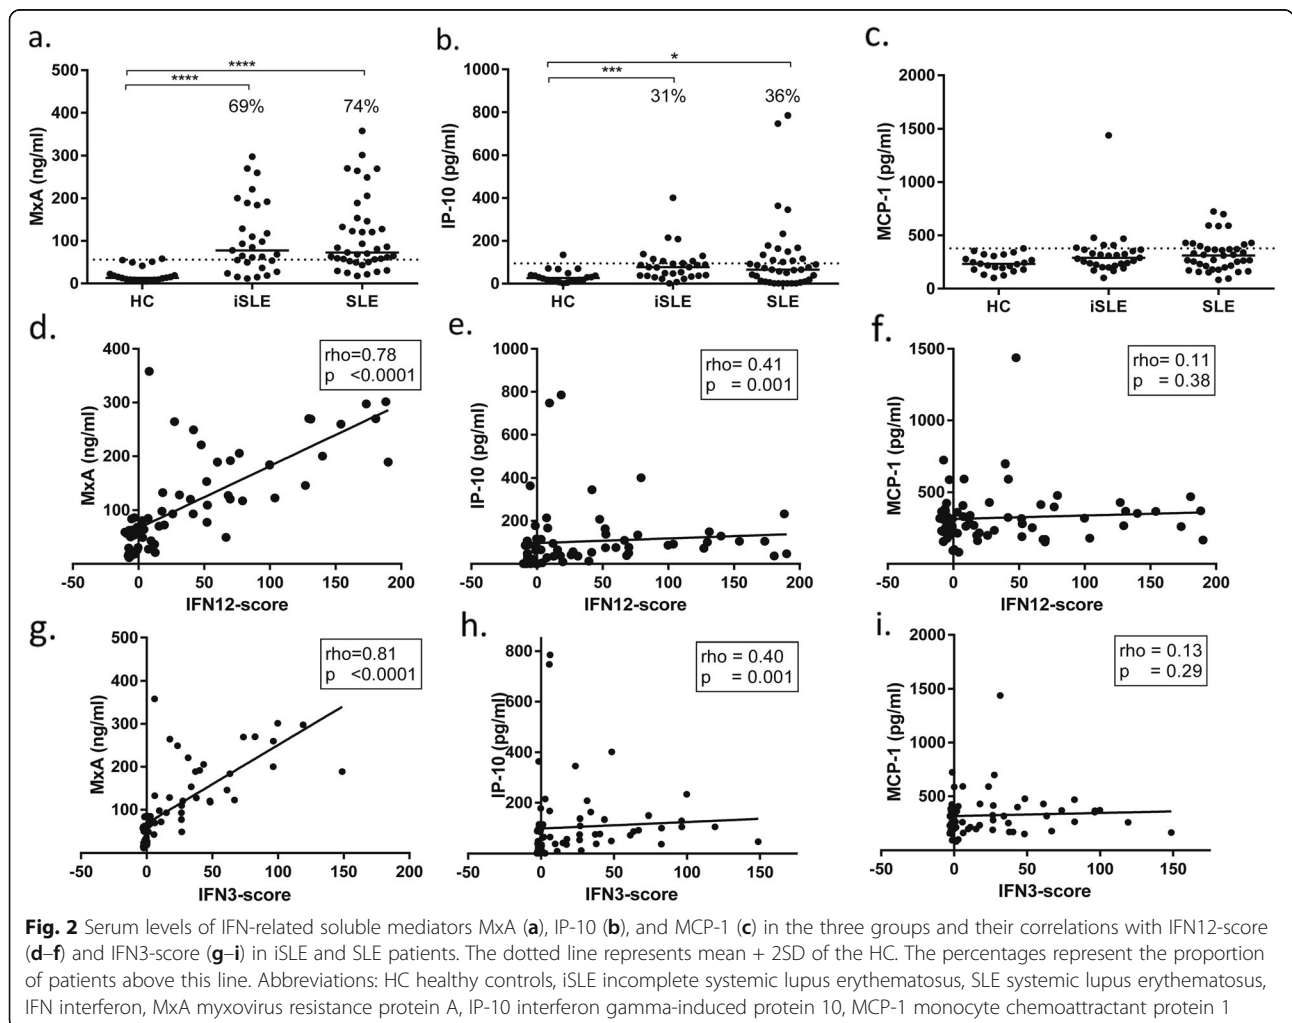 a.
500
400
300
200
100
0
MxA (ng/ml)
****
****
69%
74%
HC
iSLE
SLE
b.
1000
800
600
400
200
0
IP-10 (pg/ml)
*
***
31%
36%
HC
iSLE
SLE
c.
2000
1500
1000
500
0
MCP-1 (pg/ml)
HC
iSLE
SLE
d.
400
300
200
100
MxA (ng/ml)
rho=0.78
p <0.0001
-50
0
50
100
150
200
IFN12-score
e.
1000
800
600
400
200
IP-10 (pg/ml)
rho= 0.41
p = 0.001
-50
0
50
100
150
200
IFN12-score
f.
1500
1000
500
MCP-1 (pg/ml)
rho= 0.11
p = 0.38
-50
0
50
100
150
200
IFN12-score
g.
500
400
300
200
100
MxA (ng/ml)
rho=0.81
p <0.0001
-50
0
50
100
150
200
IFN3-score
h.
800
600
400
200
IP-10 (pg/ml)
rho = 0.40
p = 0.001
-50
0
50
100
150
IFN3-score
i.
2000
1500
1000
500
MCP-1 (pg/ml)
rho = 0.13
p = 0.29
-50
0
50
100
150
IFN3-score
Fig. 2 Serum levels of IFN-related soluble mediators MxA (a), IP-10 (b), and MCP-1 (c) in the three groups and their correlations with IFN12-score
(d–f) and IFN3-score (g–i) in iSLE and SLE patients. The dotted line represents mean + 2SD of the HC. The percentages represent the proportion
of patients above this line. Abbreviations: HC healthy controls, iSLE incomplete systemic lupus erythematosus, SLE systemic lupus erythematosus,
IFN interferon, MxA myxovirus resistance protein A, IP-10 interferon gamma-induced protein 10, MCP-1 monocyte chemoattractant protein 1